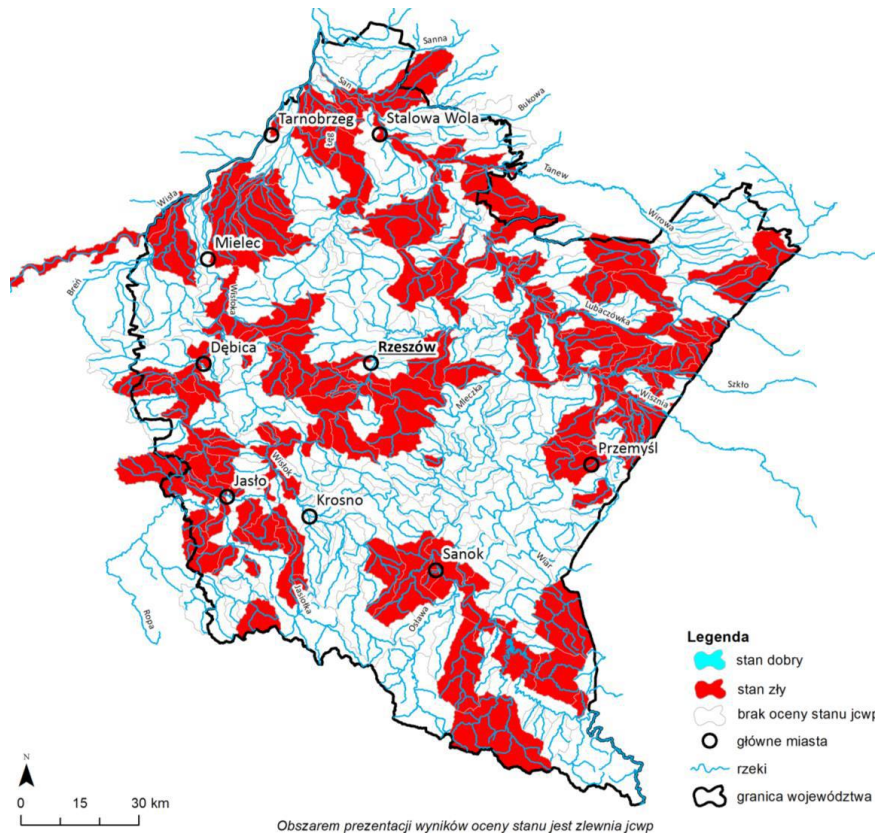 Sanna
San
Bukowa
Tarnobrzeg
Stalowa Wola
Łęg
Tanew
Wisła
Wirowa
Mielec
Breń
Wisłoka
Lubaczówka
Dębica
Rzeszów
Szkło
Mleczka
Wisznia
Przemyśl
Wisłok
Jasło
Krosno
Sanok
Wiar
Jasiołka
Ropa
Osława
Legenda
stan dobry
stan zły
brak oceny stanu jcwp
główne miasta
rzeki
granica województwa
N
0 15 30 km
Obszarem prezentacji wyników oceny stanu jest zlewnia jcwp